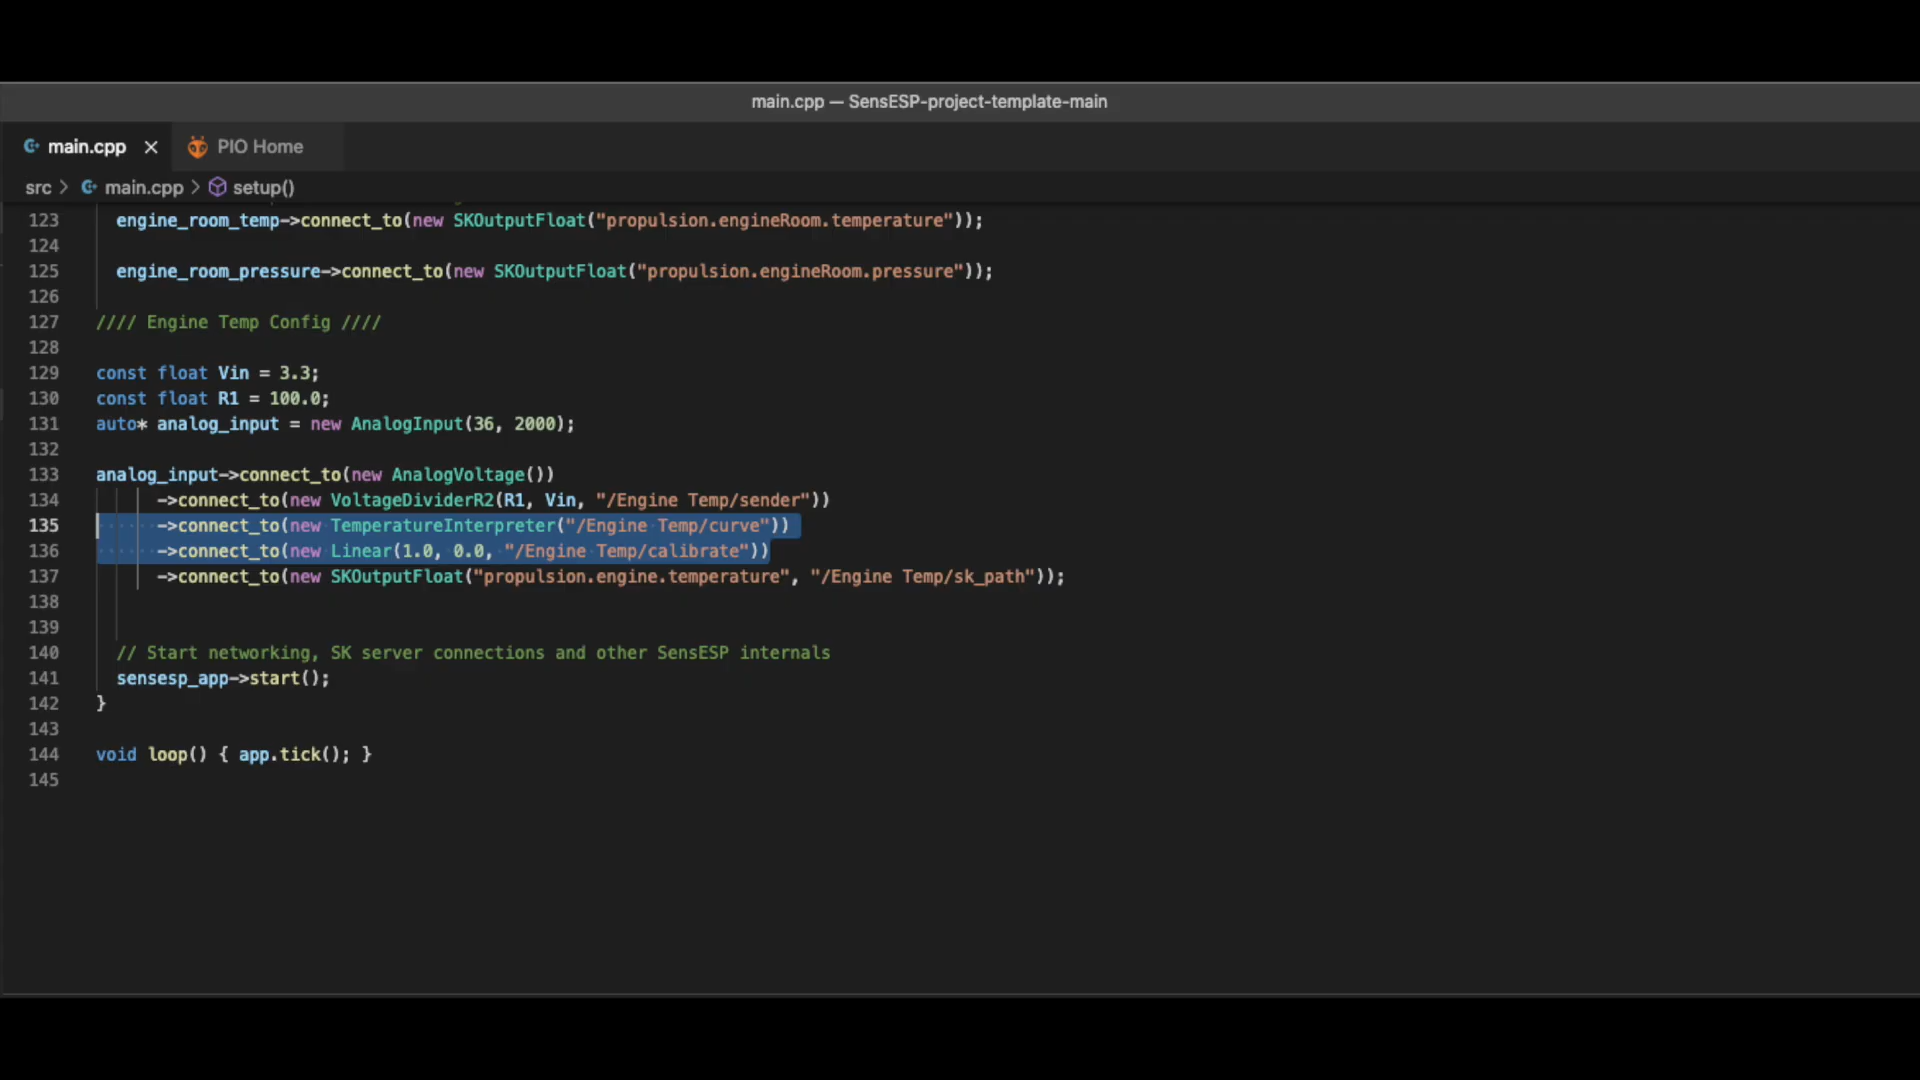 main.cpp — SensESP-project-template-main
main.cpp × PIO Home
src > main.cpp > setup()
123 engine_room_temp->connect_to(new SKOutputFloat("propulsion.engineRoom.temperature"));
124
125 engine_room_pressure->connect_to(new SKOutputFloat("propulsion.engineRoom.pressure"));
126
127 //// Engine Temp Config ////
128
129 const float Vin = 3.3;
130 const float R1 = 100.0;
131 auto* analog_input = new AnalogInput(36, 2000);
132
133 analog_input->connect_to(new AnalogVoltage())
134 ->connect_to(new VoltageDividerR2(R1, Vin, "/Engine Temp/sender"))
135 ->connect_to(new TemperatureInterpreter("/Engine Temp/curve"))
136 ->connect_to(new Linear(1.0, 0.0, "/Engine Temp/calibrate"))
137 ->connect_to(new SKOutputFloat("propulsion.engine.temperature", "/Engine Temp/sk_path"));
138
139
140 // Start networking, SK server connections and other SensESP internals
141 sensesp_app->start();
142 }
143
144 void loop() { app.tick(); }
145